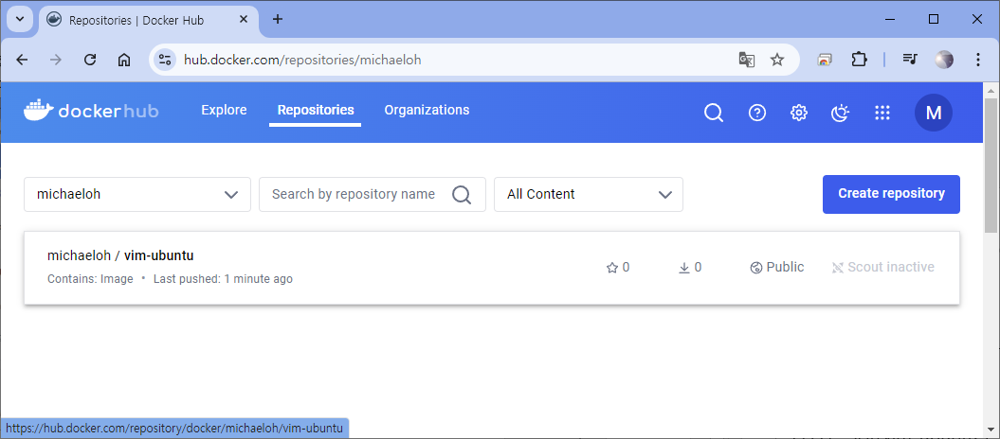 Repositories | Docker Hub
hub.docker.com/repositories/michaeloh
dockerhub Explore Repositories Organizations M
michaeloh Search by repository name All Content Create repository
michaeloh / vim-ubuntu
Contains: Image • Last pushed: 1 minute ago
0 0 Public Scout inactive
https://hub.docker.com/repository/docker/michaeloh/vim-ubuntu